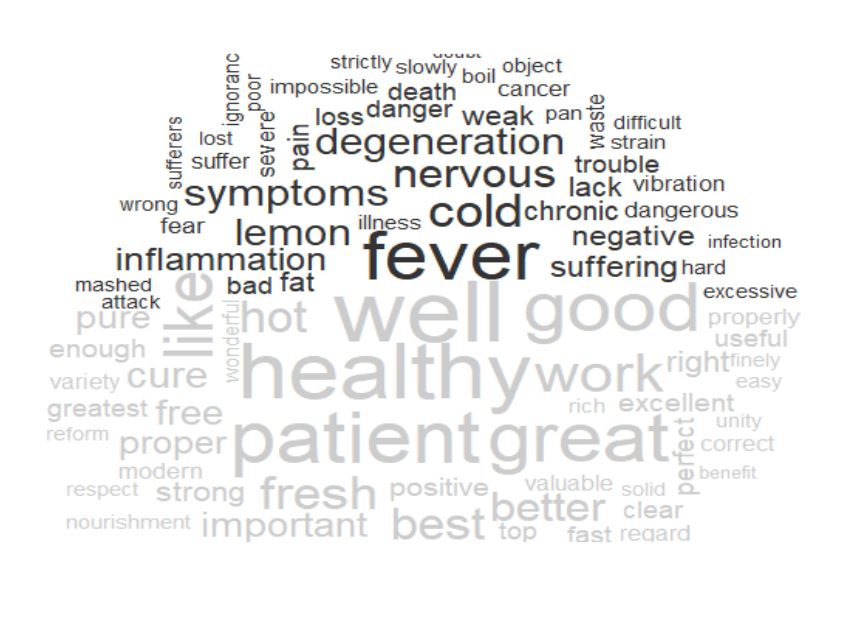 doubt
strictly slowly boil object
ignoranc poor impossible death cancer
loss danger weak pan waste difficult
sufferers lost severe pain degeneration strain
suffer nervous trouble
symptoms lack vibration
wrong cold chronic dangerous
fear lemon illness negative infection
inflammation fever suffering hard
mashed bad fat excessive
attack
pure like wonderful hot well good properly
enough useful
variety cure healthy work right finely
easy
greatest free rich excellent
reform proper patient great perfect unity
correct
modern benefit
respect strong fresh positive valuable solid
nourishment important best better clear
top fast regard